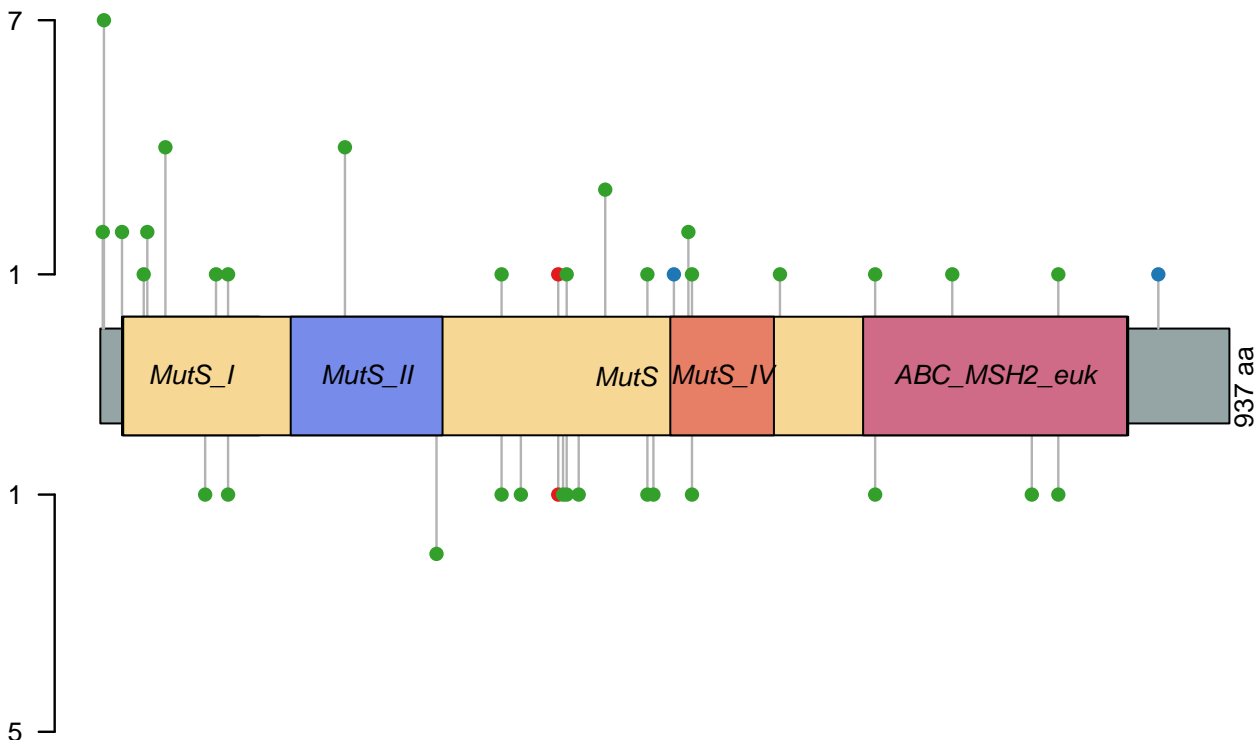 7
1
MutS_I
MutS_II
MutS
MutS_IV
ABC_MSH2_euk
937 aa
1
5